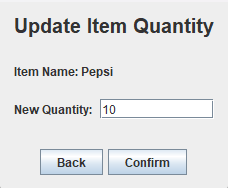 Update Item Quantity
Item Name: Pepsi
New Quantity: 10
Back Confirm